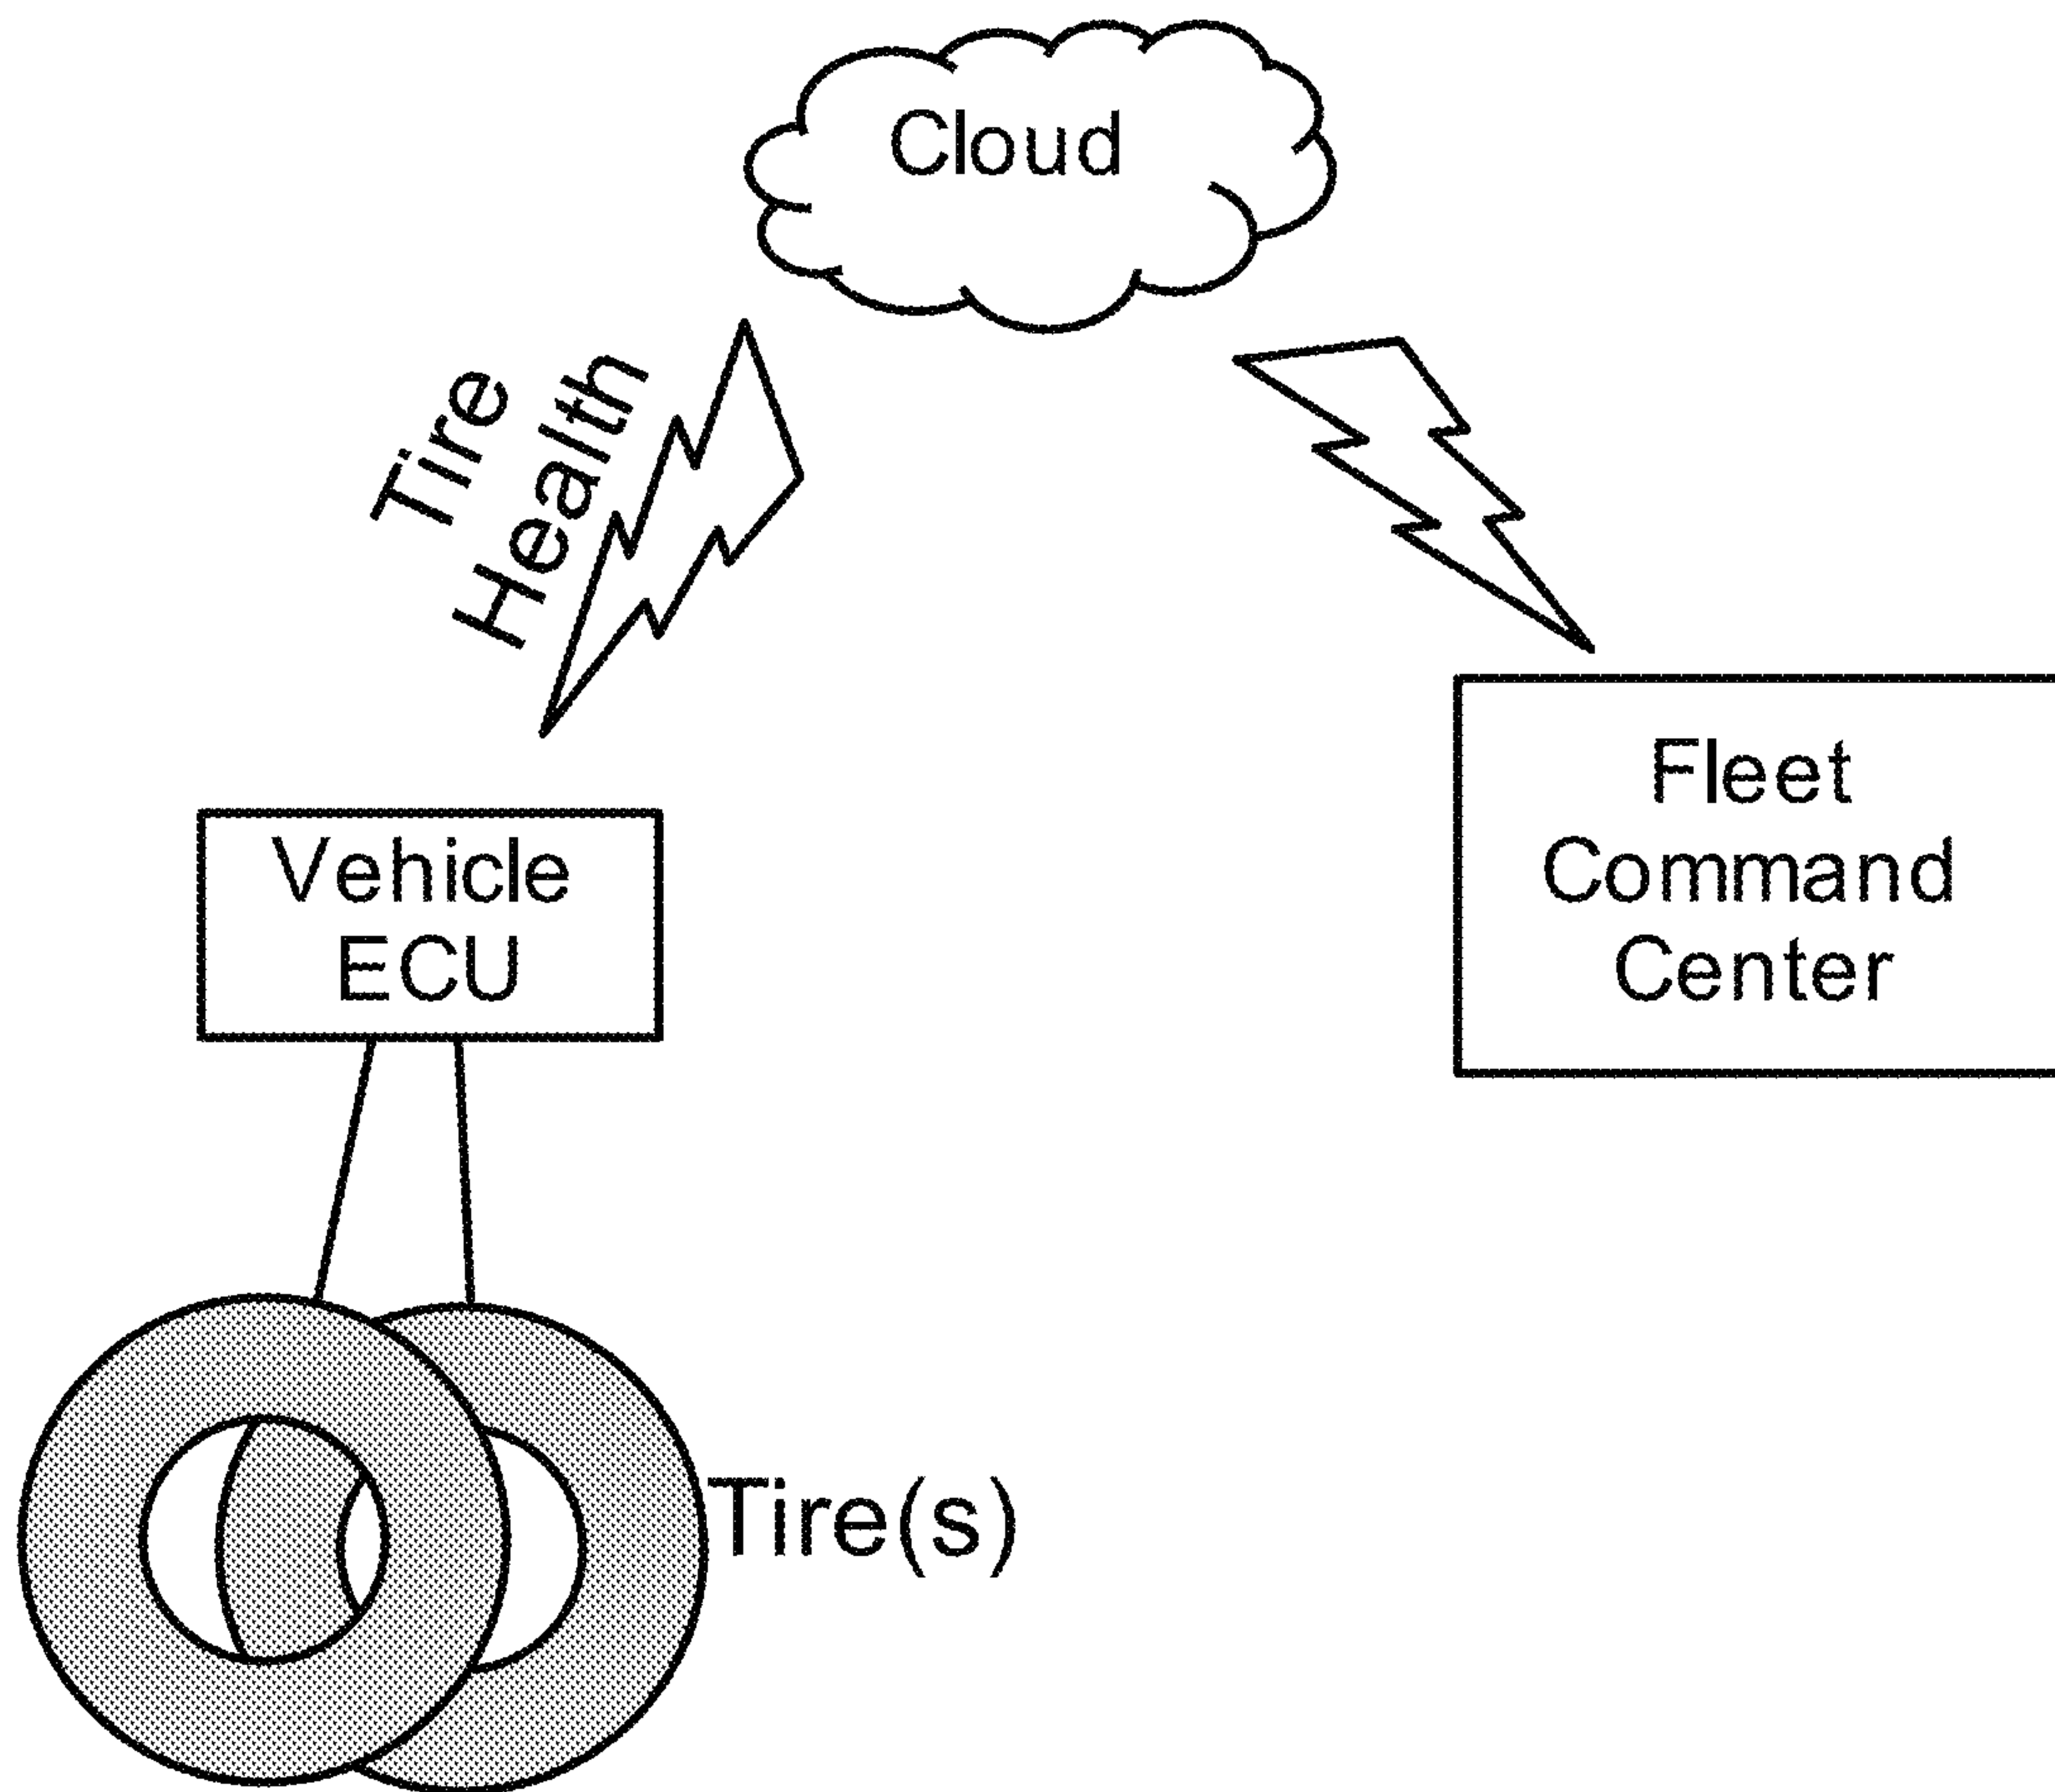 Cloud
Tire
Health
Vehicle
ECU
Fleet
Command
Center
Tire(s)